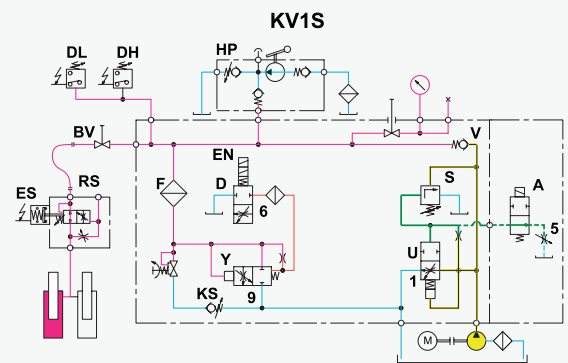 KV1S
DL DH HP
BV V
EN
ES RS F D S A
6 5
Y U
9 1
KS
M